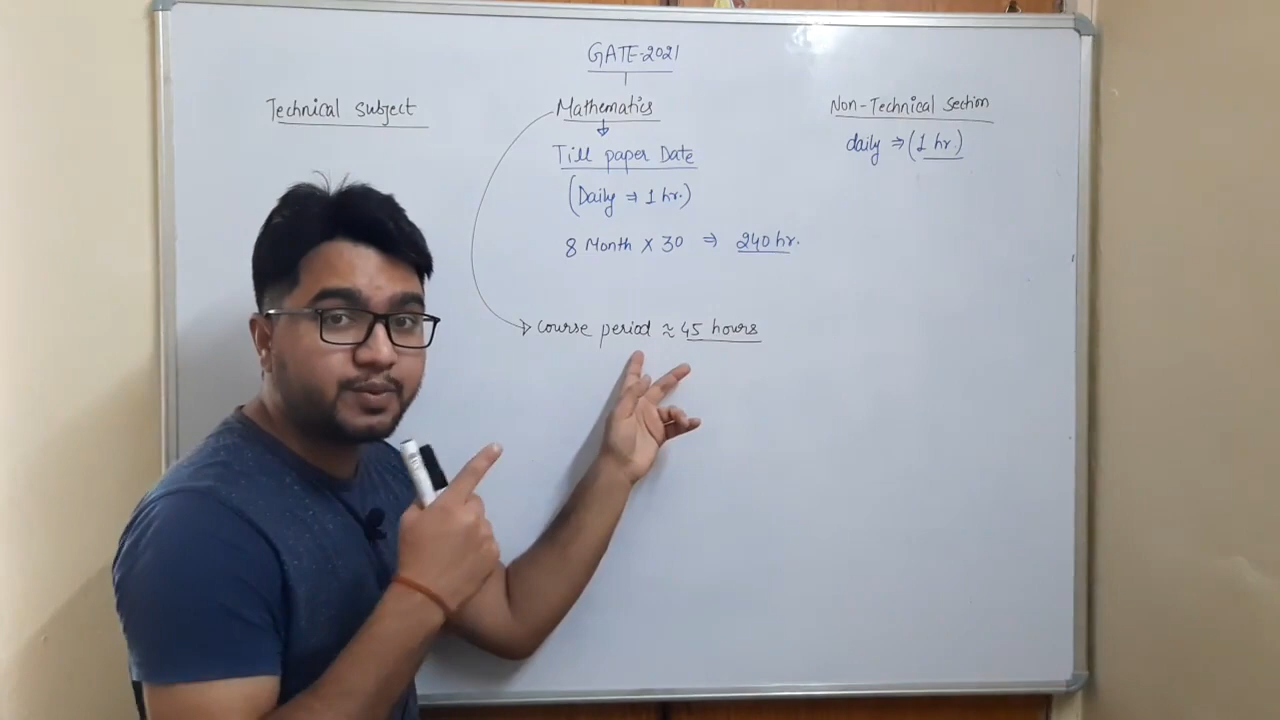 GATE-2021
Technical subject
Mathematics
Till paper Date
(Daily ⇒ 1 hr.)
8 Month X 30 ⇒ 240 hr.
Course period ≈ 45 hours
Non-Technical Section
daily ⇒ (1 hr.)